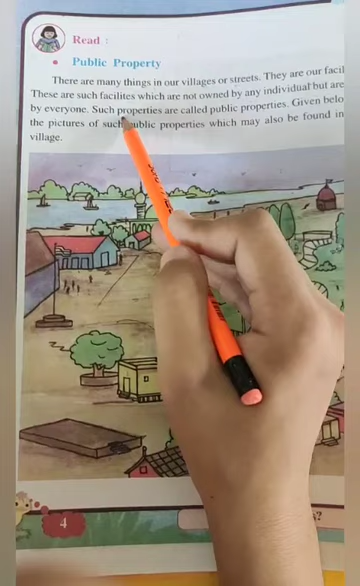 Read :
• Public Property
There are many things in our villages or streets. They are our facil
These are such facilites which are not owned by any individual but are
by everyone. Such properties are called public properties. Given belo
the pictures of such public properties which may also be found in
village.
4
s?